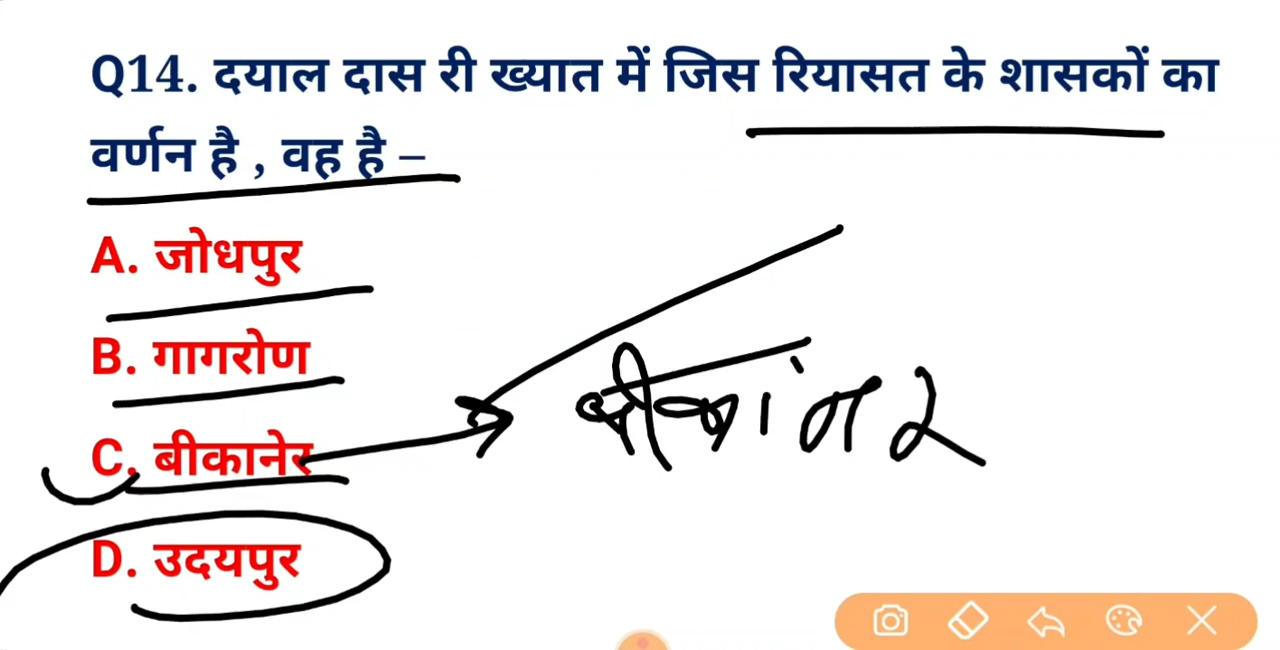 Q14. दयाल दास री ख्यात में जिस रियासत के शासकों का
वर्णन है , वह है –
A. जोधपुर
B. गागरोण
C. बीकानेर
D. उदयपुर